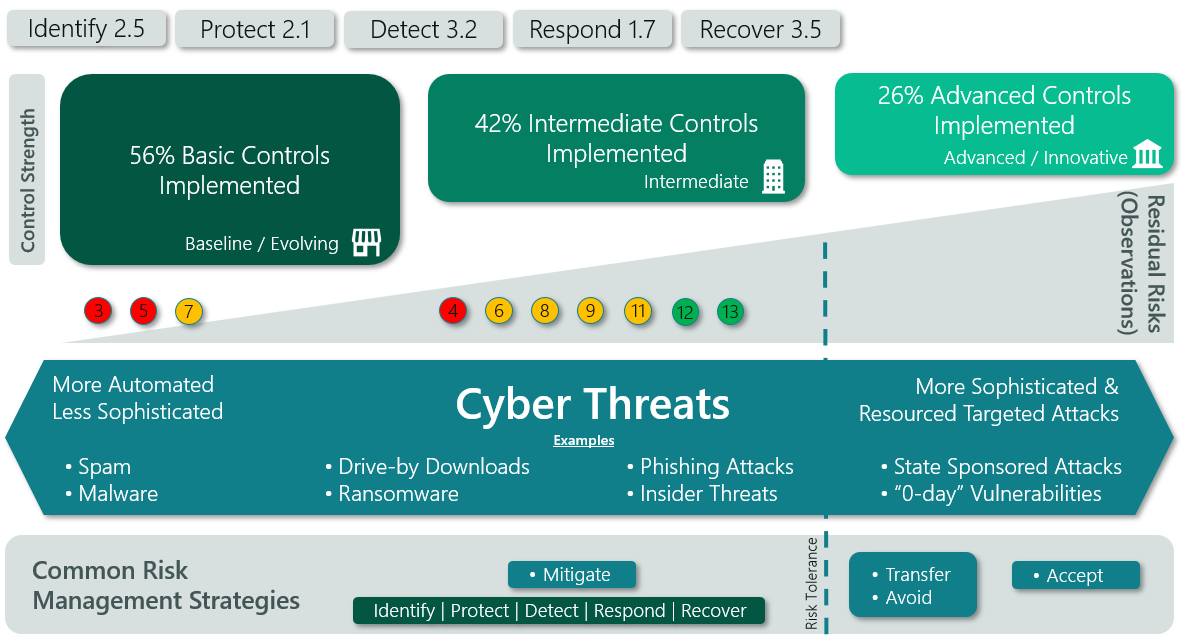 Identify 2.5
Protect 2.1
Detect 3.2
Respond 1.7
Recover 3.5
Control Strength
56% Basic Controls
Implemented
Baseline / Evolving
42% Intermediate Controls
Implemented
Intermediate
26% Advanced Controls
Implemented
Advanced / Innovative
Residual Risks
(Observations)
3
5
7
4
6
8
9
11
12
13
More Automated
Less Sophisticated
Cyber Threats
Examples
More Sophisticated &
Resourced Targeted Attacks
• Spam
• Malware
• Drive-by Downloads
• Ransomware
• Phishing Attacks
• Insider Threats
• State Sponsored Attacks
• “0-day” Vulnerabilities
Common Risk
Management Strategies
• Mitigate
Identify | Protect | Detect | Respond | Recover
Risk Tolerance
• Transfer
• Avoid
• Accept